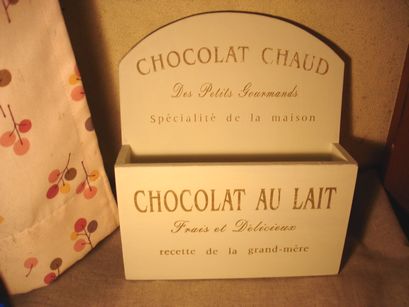 CHOCOLAT CHAUD
Des Petits Gourmands
Spécialité de la maison
CHOCOLAT AU LAIT
Frais et Délicieux
recette de la grand-mère